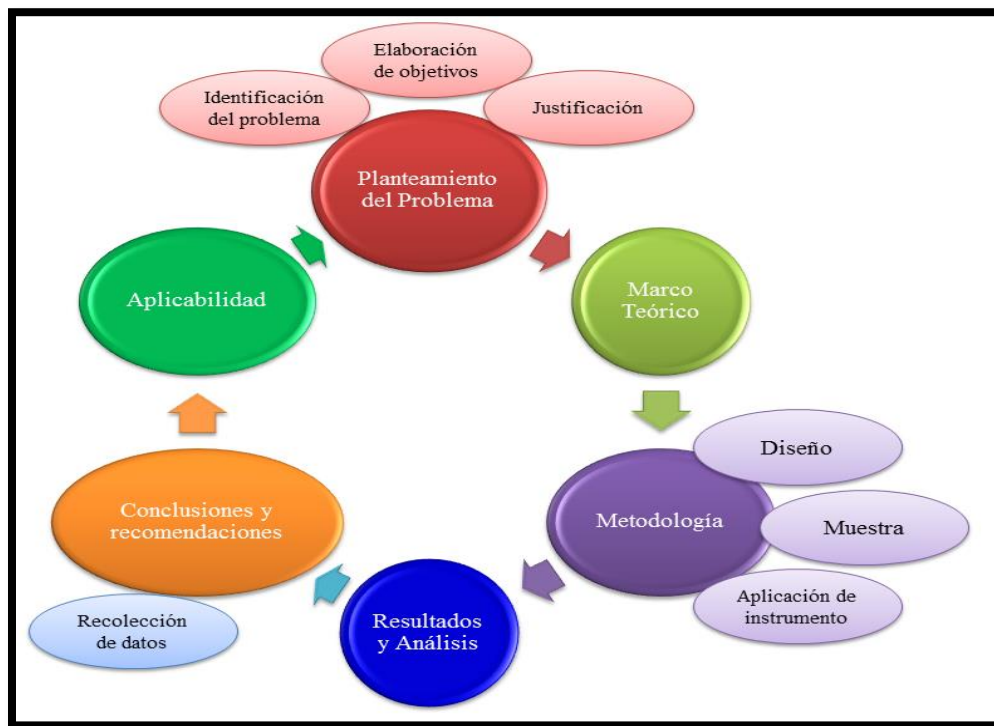 Elaboración
de objetivos
Identificación
del problema
Justificación
Planteamiento
del Problema
Marco
Teórico
Diseño
Metodología
Muestra
Aplicación de
instrumento
Resultados
y Análisis
Conclusiones y
recomendaciones
Recolección
de datos
Aplicabilidad